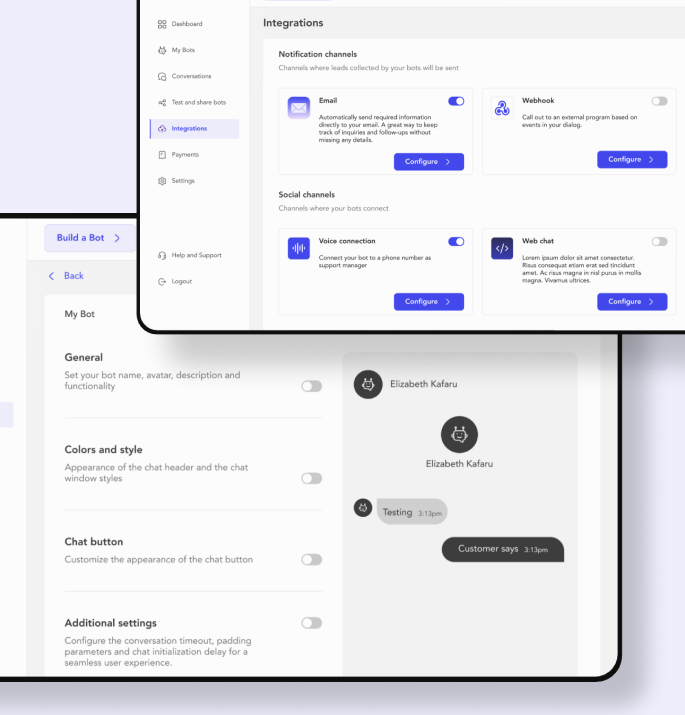 Dashboard
My Bots
Conversations
Test and share bots
Integrations
Payments
Settings
Help and Support
Logout
Integrations
Notification channels
Channels where leads collected by your bots will be sent
Email
Automatically send required information
directly to your email. A great way to keep
track of inquiries and follow-ups without
missing any details.
Configure >
Webhook
Call out to an external program based on
events in your dialog.
Configure >
Social channels
Channels where your bots connect
Voice connection
Connect your bot to a phone number as
support manager
Configure >
</>
Web chat
Lorem ipsum dolor sit amet consectetur.
Risus consequat etiam erat sed tincidunt
amet. Ac risus magna in nisl purus in mollis
magna. Vivamus ultrices.
Configure >
Build a Bot >
< Back
My Bot
General
Set your bot name, avatar, description and
functionality
Colors and style
Appearance of the chat header and the chat
window styles
Chat button
Customize the appearance of the chat button
Additional settings
Configure the conversation timeout, padding
parameters and chat initialization delay for a
seamless user experience.
Elizabeth Kafaru
Elizabeth Kafaru
Testing 3:13pm
Customer says 3:13pm